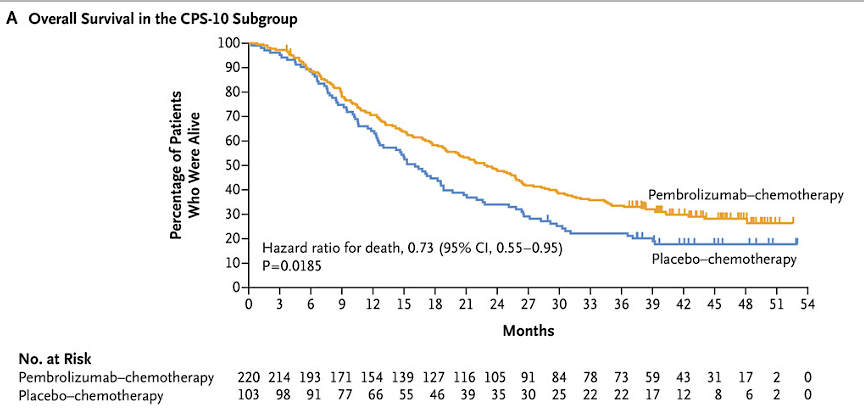 A Overall Survival in the CPS-10 Subgroup
Percentage of Patients
Who Were Alive
100
90
80
70
60
50
40
30
20
10
0
Pembrolizumab–chemotherapy
Placebo–chemotherapy
Hazard ratio for death, 0.73 (95% CI, 0.55–0.95)
P=0.0185
0 3 6 9 12 15 18 21 24 27 30 33 36 39 42 45 48 51 54
Months
No. at Risk
Pembrolizumab–chemotherapy 220 214 193 171 154 139 127 116 105 91 84 78 73 59 43 31 17 2 0
Placebo–chemotherapy 103 98 91 77 66 55 46 39 35 30 25 22 22 17 12 8 6 2 0